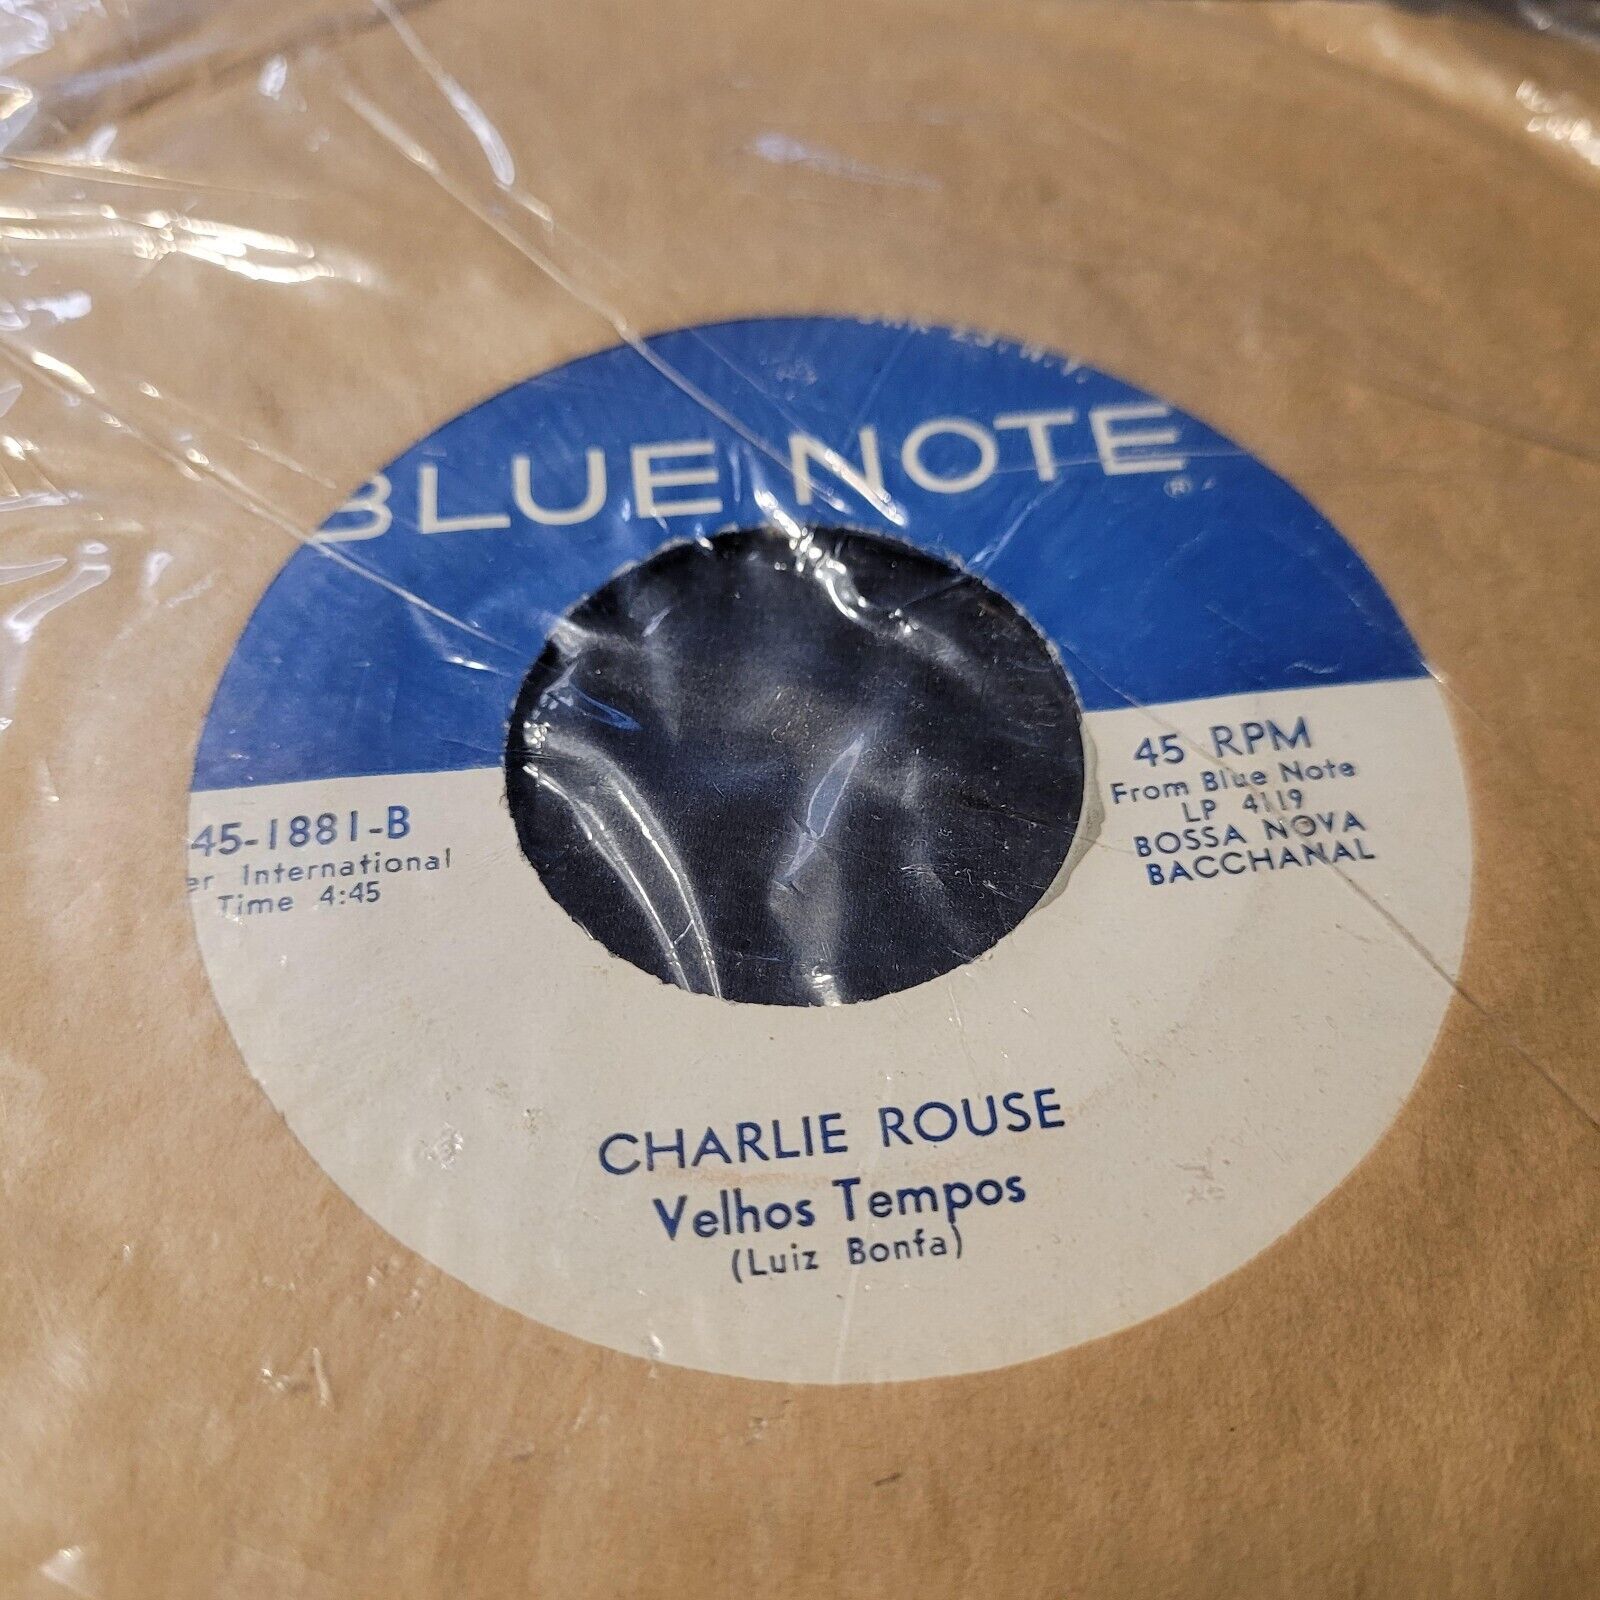 BLUE NOTE ®
45-1881-B
er International
Time 4:45
45 RPM
From Blue Note
LP 4119
BOSSA NOVA
BACCHANAL
CHARLIE ROUSE
Velhos Tempos
(Luiz Bonfa)